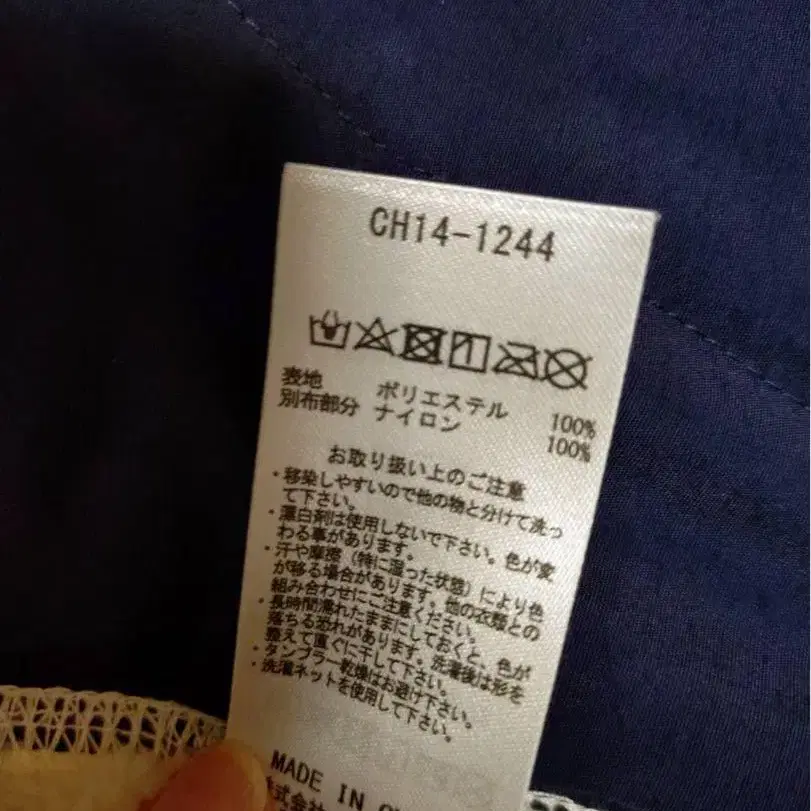 CH14-1244
表地 ポリエステル 100%
別布部分 ナイロン 100%
お取り扱い上のご注意
・移染しやすいので他の物と分けて洗っ
て下さい。
・漂白剤は使用しないで下さい。色が変
わる事があります。
・汗や摩擦(特に湿った状態)により色
が移る場合があります。他の衣類との
組み合わせにご注意ください。
・長時間濡れたままにしておくと、色が
落ちる恐れがあります。洗濯後は形を
整えて直ぐに干して下さい。
・タンブラー乾燥はお避け下さい。
・洗濯ネットを使用して下さい。
MADE IN
株式会